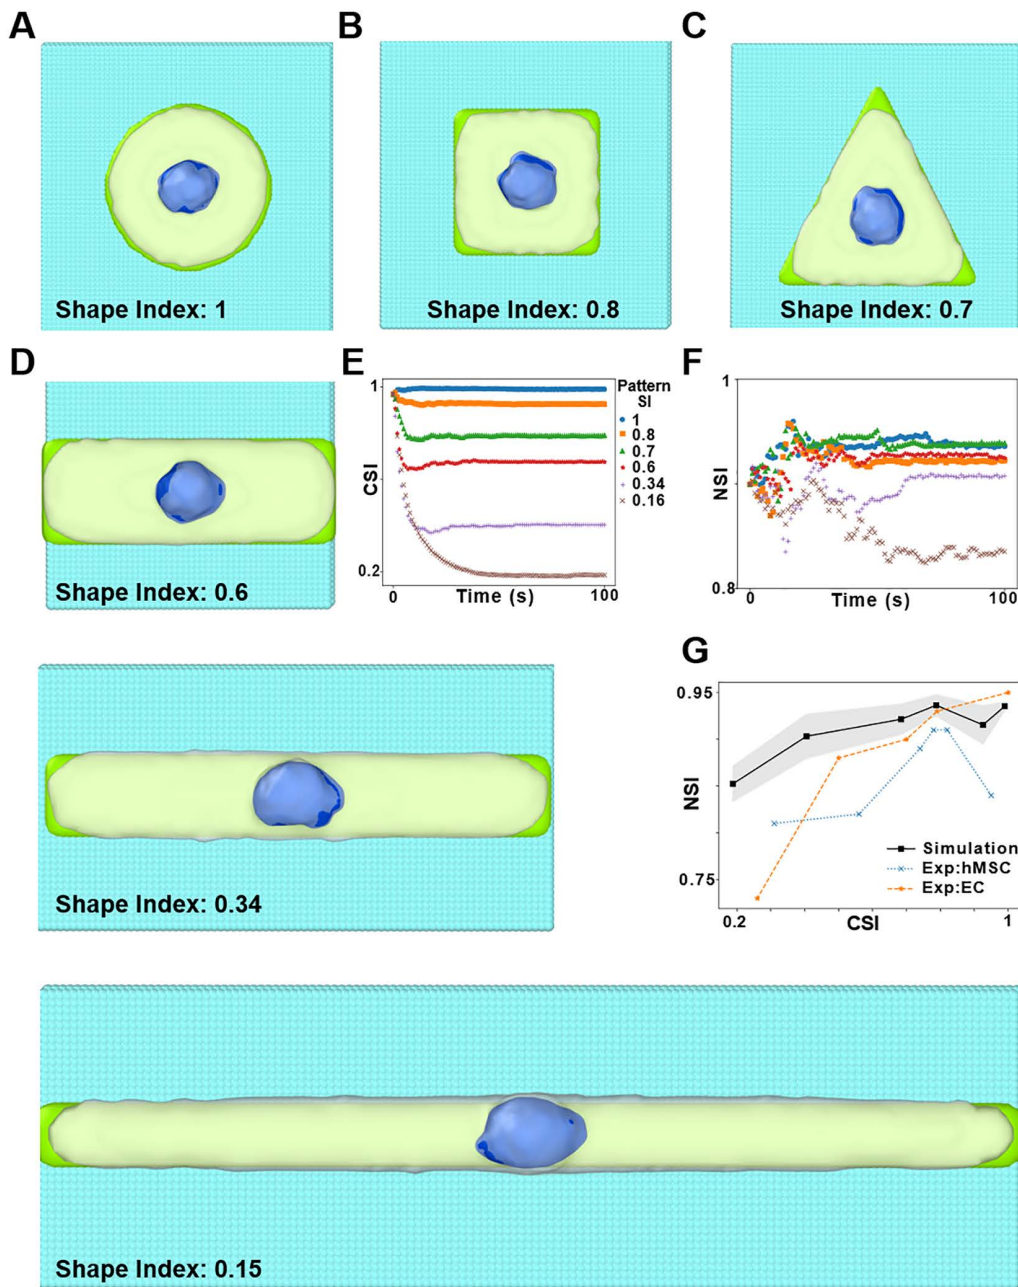 A
B
C
Shape Index: 1
Shape Index: 0.8
Shape Index: 0.7
D
Shape Index: 0.6
E
1
CSI
0.2
0
Time (s)
100
Pattern
SI
1
0.8
0.7
0.6
0.34
0.16
F
1
NSI
0.8
0
Time (s)
100
Shape Index: 0.34
G
0.95
NSI
0.75
Simulation
Exp:hMSC
Exp:EC
0.2
CSI
1
Shape Index: 0.15